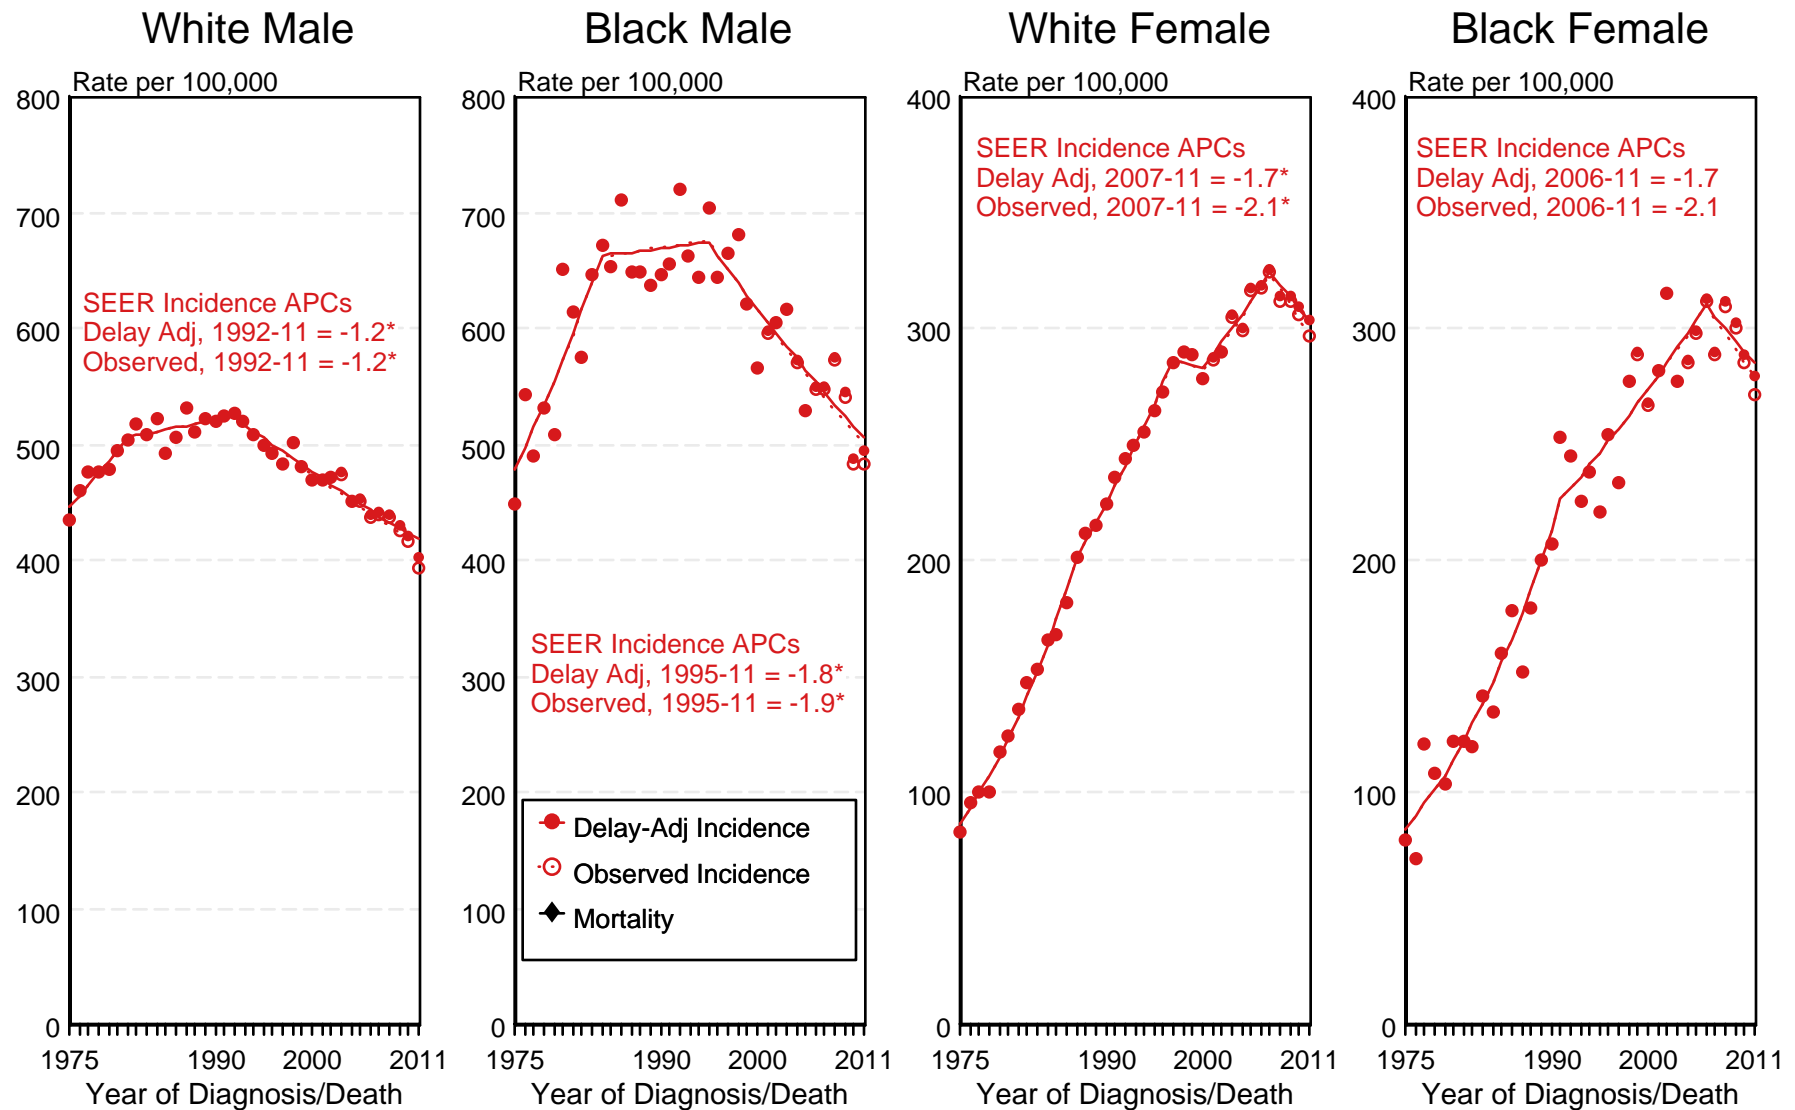 White Male
Rate per 100,000
800
700
600
500
400
300
200
100
0
SEER Incidence APCs
Delay Adj, 1992-11 = -1.2*
Observed, 1992-11 = -1.2*
1975 1990 2000 2011
Year of Diagnosis/Death
Black Male
Rate per 100,000
800
700
600
500
400
300
200
100
0
SEER Incidence APCs
Delay Adj, 1995-11 = -1.8*
Observed, 1995-11 = -1.9*
Delay-Adj Incidence
Observed Incidence
Mortality
1975 1990 2000 2011
Year of Diagnosis/Death
White Female
Rate per 100,000
400
300
200
100
0
SEER Incidence APCs
Delay Adj, 2007-11 = -1.7*
Observed, 2007-11 = -2.1*
1975 1990 2000 2011
Year of Diagnosis/Death
Black Female
Rate per 100,000
400
300
200
100
0
SEER Incidence APCs
Delay Adj, 2006-11 = -1.7
Observed, 2006-11 = -2.1
1975 1990 2000 2011
Year of Diagnosis/Death